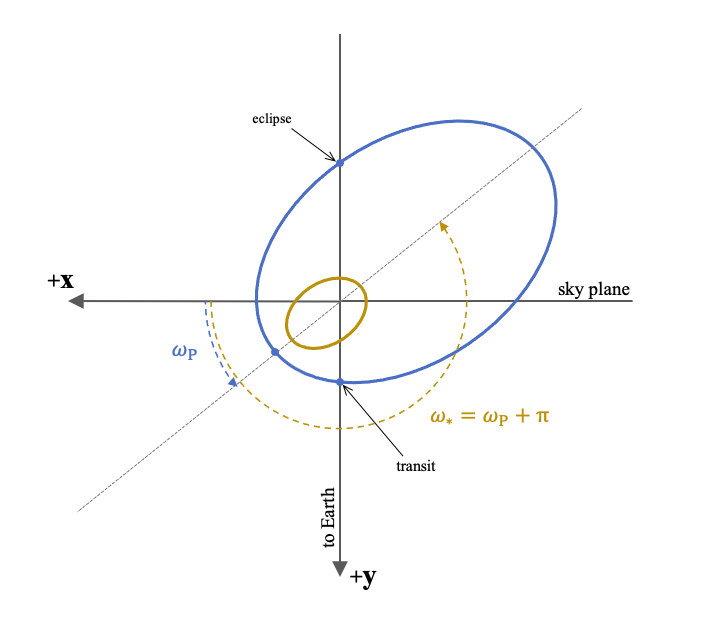 eclipse
+x
sky plane
ωP
ω* = ωP + π
transit
to Earth
+y